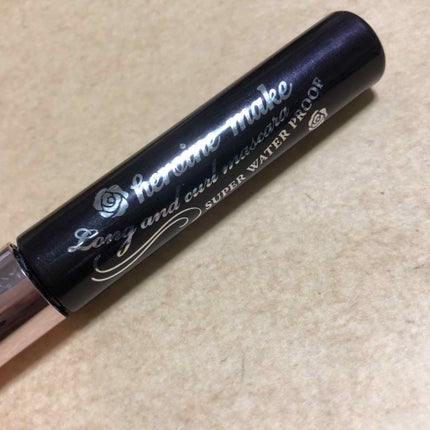 heroine make
Long and curl mascara
SUPER WATER PROOF